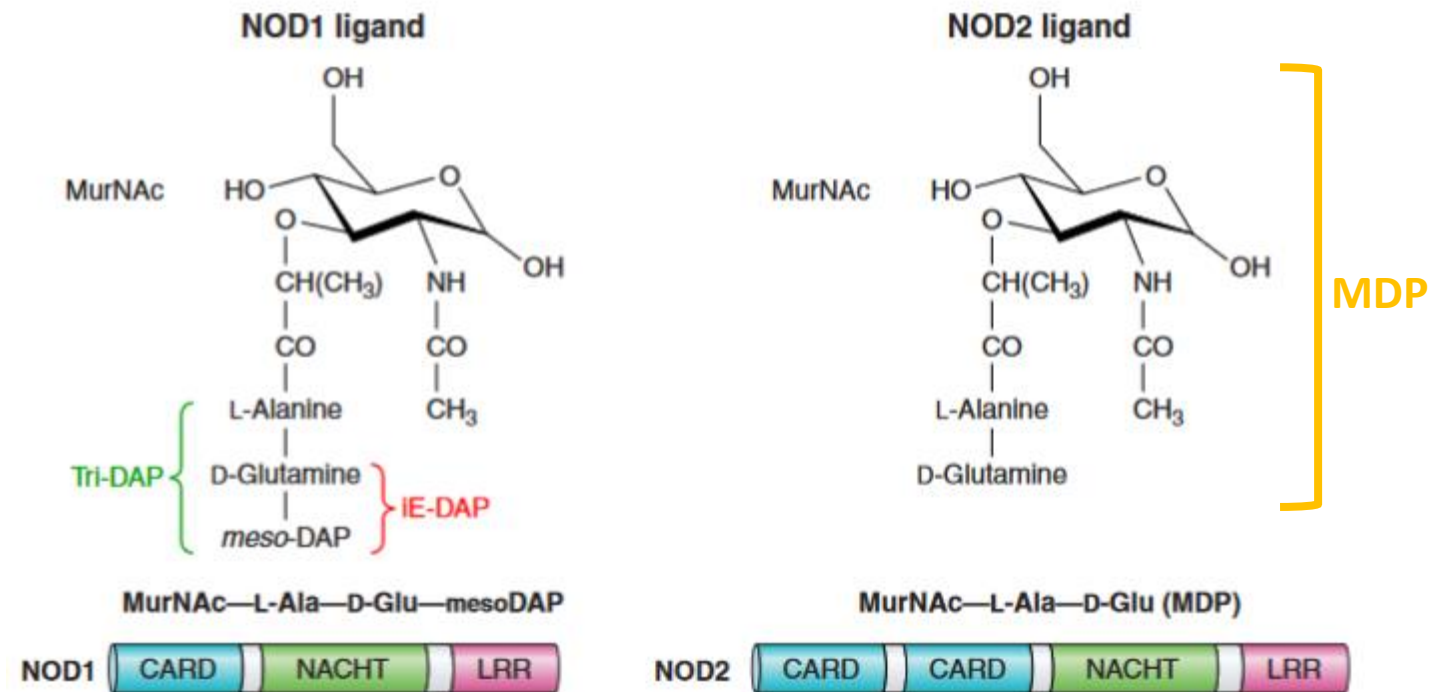 NOD1 ligand
OH
MurNAc
HO
O
O
OH
CH(CH₃)
NH
CO
CO
L-Alanine
CH₃
Tri-DAP
D-Glutamine
iE-DAP
meso-DAP
MurNAc—L-Ala—D-Glu—mesoDAP
NOD1
CARD
NACHT
LRR
NOD2 ligand
OH
MurNAc
HO
O
O
OH
CH(CH₃)
NH
MDP
CO
CO
L-Alanine
CH₃
D-Glutamine
MurNAc—L-Ala—D-Glu (MDP)
NOD2
CARD
CARD
NACHT
LRR